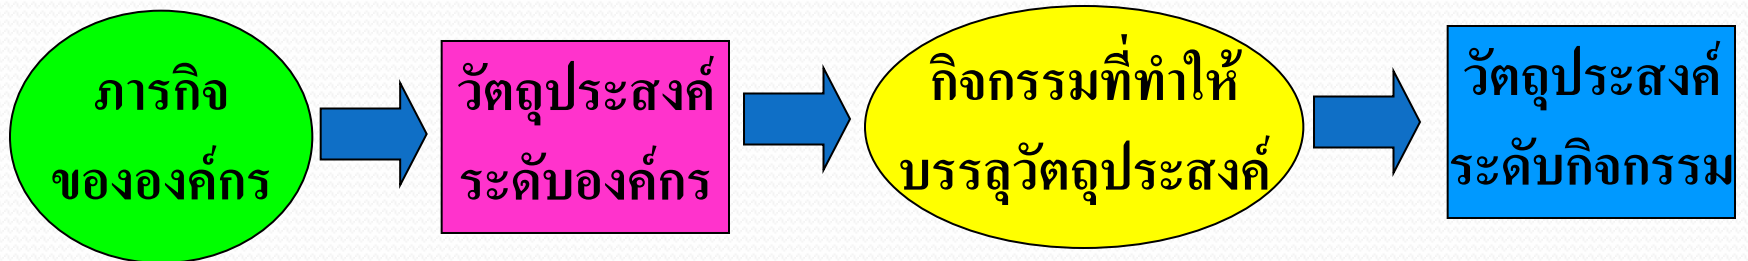 ภารกิจ
ขององค์กร
วัตถุประสงค์
ระดับองค์กร
กิจกรรมที่ทำให้
บรรลุวัตถุประสงค์
วัตถุประสงค์
ระดับกิจกรรม